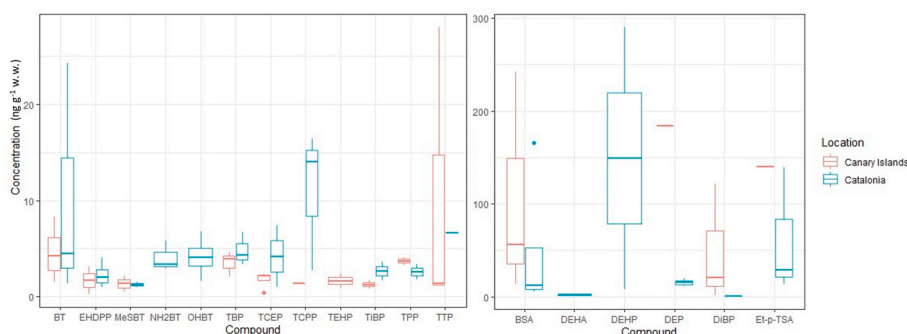 Concentration (ng g⁻¹ w. w.)
20
10
0
BT EHDPP MeSBT NH2BT OHBT TBP TCEP TCPP TEHP TiBP TPP TTP
Compound
300
200
100
0
BSA DEHA DEHP DEP DiBP Et-p-TSA
Compound
Location
Canary Islands
Catalonia